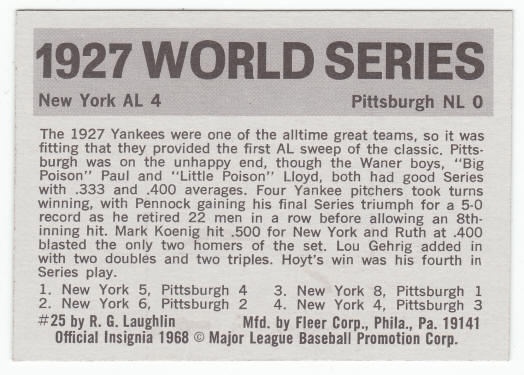 1927 WORLD SERIES
New York AL 4 Pittsburgh NL 0
The 1927 Yankees were one of the alltime great teams, so it was
fitting that they provided the first AL sweep of the classic. Pitts-
burgh was on the unhappy end, though the Waner boys, "Big
Poison" Paul and "Little Poison" Lloyd, both had good Series
with .333 and .400 averages. Four Yankee pitchers took turns
winning, with Pennock gaining his final Series triumph for a 5-0
record as he retired 22 men in a row before allowing an 8th-
inning hit. Mark Koenig hit .500 for New York and Ruth at .400
blasted the only two homers of the set. Lou Gehrig added in
with two doubles and two triples. Hoyt's win was his fourth in
Series play.
1. New York 5, Pittsburgh 4 3. New York 8, Pittsburgh 1
2. New York 6, Pittsburgh 2 4. New York 4, Pittsburgh 3
#25 by R. G. Laughlin Mfd. by Fleer Corp., Phila., Pa. 19141
Official Insignia 1968 © Major League Baseball Promotion Corp.